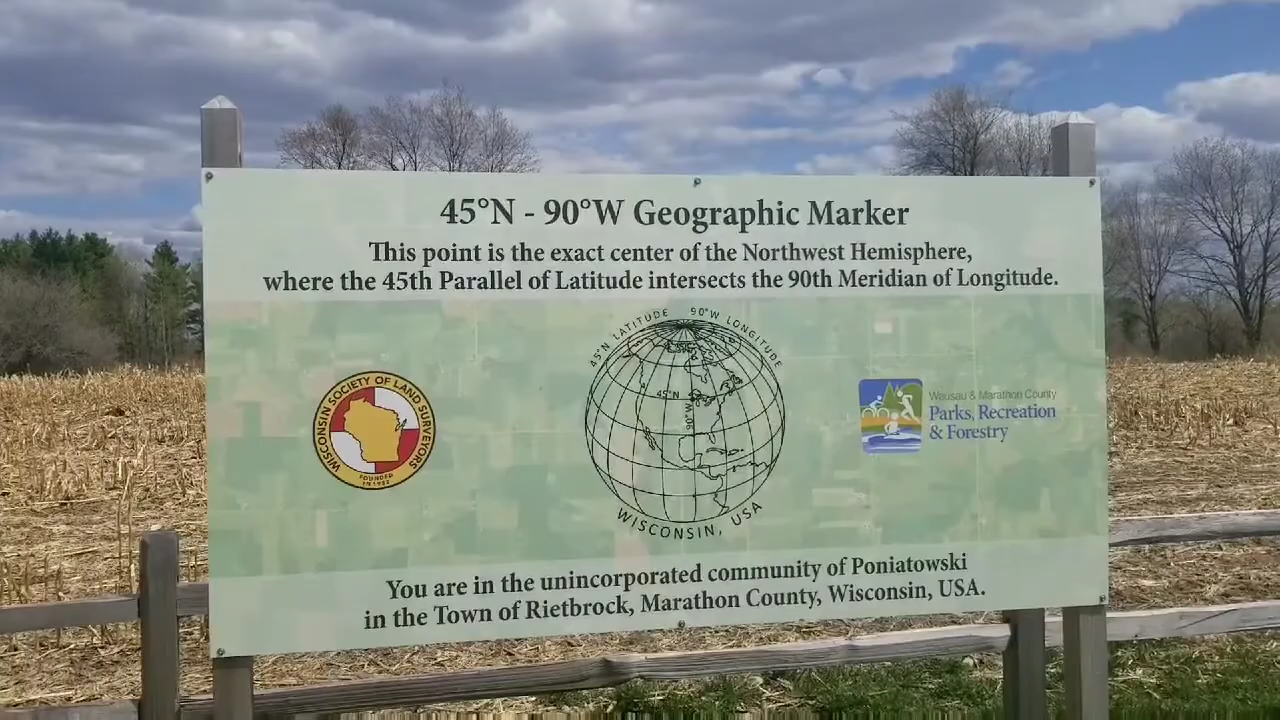 45°N - 90°W Geographic Marker
This point is the exact center of the Northwest Hemisphere,
where the 45th Parallel of Latitude intersects the 90th Meridian of Longitude.
45°N LATITUDE 90°W LONGITUDE
45°N
90°W
WISCONSIN, USA
WISCONSIN SOCIETY OF LAND SURVEYORS
FOUNDED
Wausau & Marathon County
Parks, Recreation
& Forestry
You are in the unincorporated community of Poniatowski
in the Town of Rietbrock, Marathon County, Wisconsin, USA.